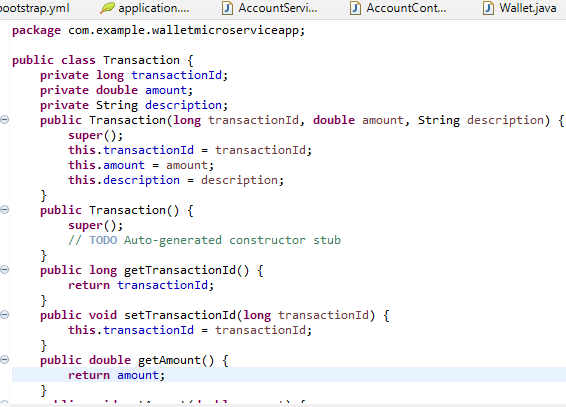 bootstrap.yml application.... AccountServi... AccountCont... Wallet.java
package com.example.walletmicroserviceapp;
public class Transaction {
private long transactionId;
private double amount;
private String description;
public Transaction(long transactionId, double amount, String description) {
super();
this.transactionId = transactionId;
this.amount = amount;
this.description = description;
}
public Transaction() {
super();
// TODO Auto-generated constructor stub
}
public long getTransactionId() {
return transactionId;
}
public void setTransactionId(long transactionId) {
this.transactionId = transactionId;
}
public double getAmount() {
return amount;
}